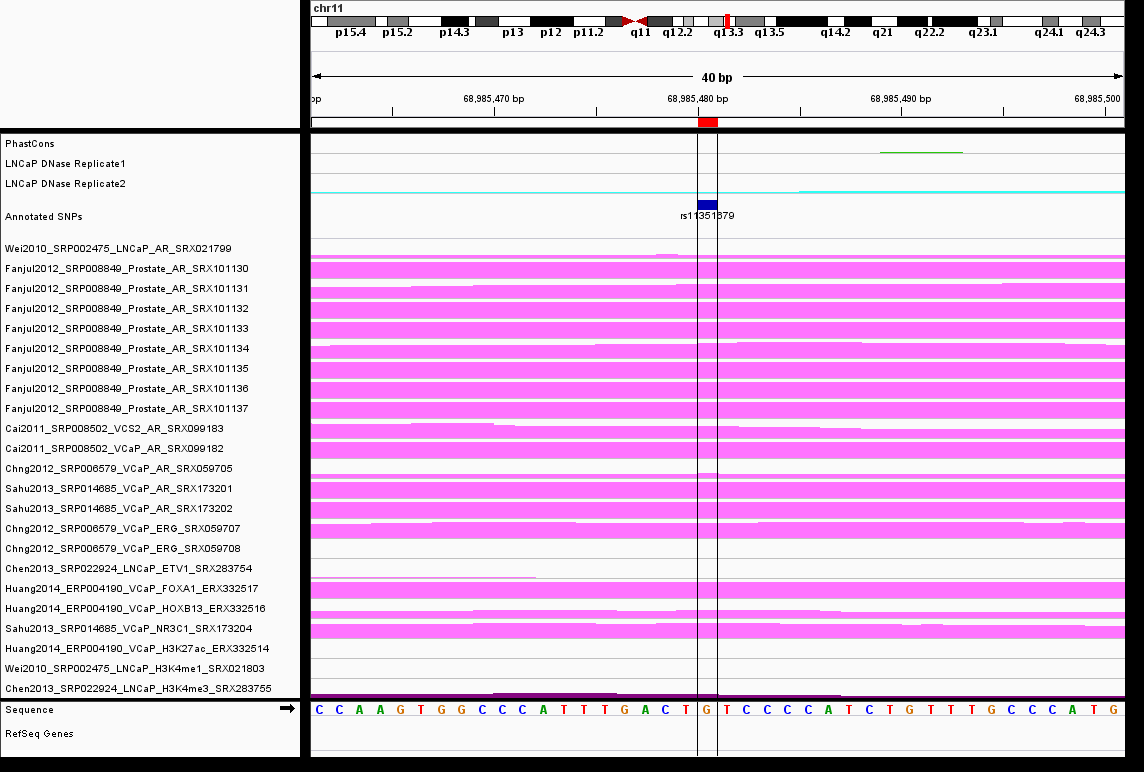 chr11
p15.4 p15.2 p14.3 p13 p12 p11.2 q11 q12.2 q13.3 q13.5 q14.2 q21 q22.2 q23.1 q24.1 q24.3
40 bp
bp 68,985,470 bp 68,985,480 bp 68,985,490 bp 68,985,500
PhastCons
LNCaP DNase Replicate1
LNCaP DNase Replicate2
Annotated SNPs
Wei2010_SRP002475_LNCaP_AR_SRX021799
Fanjul2012_SRP008849_Prostate_AR_SRX101130
Fanjul2012_SRP008849_Prostate_AR_SRX101131
Fanjul2012_SRP008849_Prostate_AR_SRX101132
Fanjul2012_SRP008849_Prostate_AR_SRX101133
Fanjul2012_SRP008849_Prostate_AR_SRX101134
Fanjul2012_SRP008849_Prostate_AR_SRX101135
Fanjul2012_SRP008849_Prostate_AR_SRX101136
Fanjul2012_SRP008849_Prostate_AR_SRX101137
Cai2011_SRP008502_VCS2_AR_SRX099183
Cai2011_SRP008502_VCaP_AR_SRX099182
Chng2012_SRP006579_VCaP_AR_SRX059705
Sahu2013_SRP014685_VCaP_AR_SRX173201
Sahu2013_SRP014685_VCaP_AR_SRX173202
Chng2012_SRP006579_VCaP_ERG_SRX059707
Chng2012_SRP006579_VCaP_ERG_SRX059708
Chen2013_SRP022924_LNCaP_ETV1_SRX283754
Huang2014_ERP004190_VCaP_FOXA1_ERX332517
Huang2014_ERP004190_VCaP_HOXB13_ERX332516
Sahu2013_SRP014685_VCaP_NR3C1_SRX173204
Huang2014_ERP004190_VCaP_H3K27ac_ERX332514
Wei2010_SRP002475_LNCaP_H3K4me1_SRX021803
Chen2013_SRP022924_LNCaP_H3K4me3_SRX283755
Sequence C C A A G T G G C C C A T T T G A C T G T C C C C A T C T G T T T G C C C A T G
RefSeq Genes